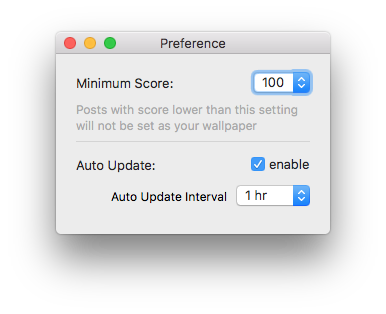 Preference
Minimum Score: 100
Posts with score lower than this setting
will not be set as your wallpaper
Auto Update: enable
Auto Update Interval 1 hr